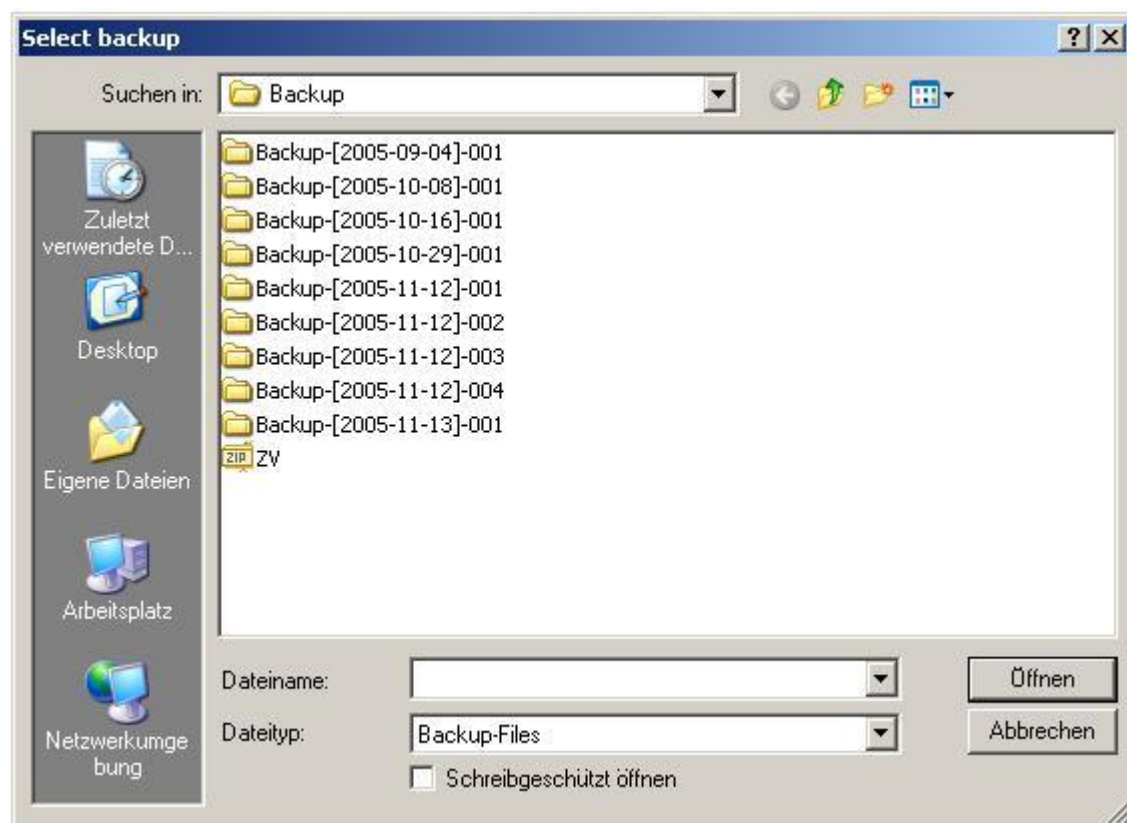 Select backup
Suchen in:
Backup
Zuletzt
verwendete D...
Desktop
Eigene Dateien
Arbeitsplatz
Netzwerkumge
bung
Backup-[2005-09-04]-001
Backup-[2005-10-08]-001
Backup-[2005-10-16]-001
Backup-[2005-10-29]-001
Backup-[2005-11-12]-001
Backup-[2005-11-12]-002
Backup-[2005-11-12]-003
Backup-[2005-11-12]-004
Backup-[2005-11-13]-001
ZIP ZV
Dateiname:
Öffnen
Dateityp:
Backup-Files
Abbrechen
Schreibgeschützt öffnen